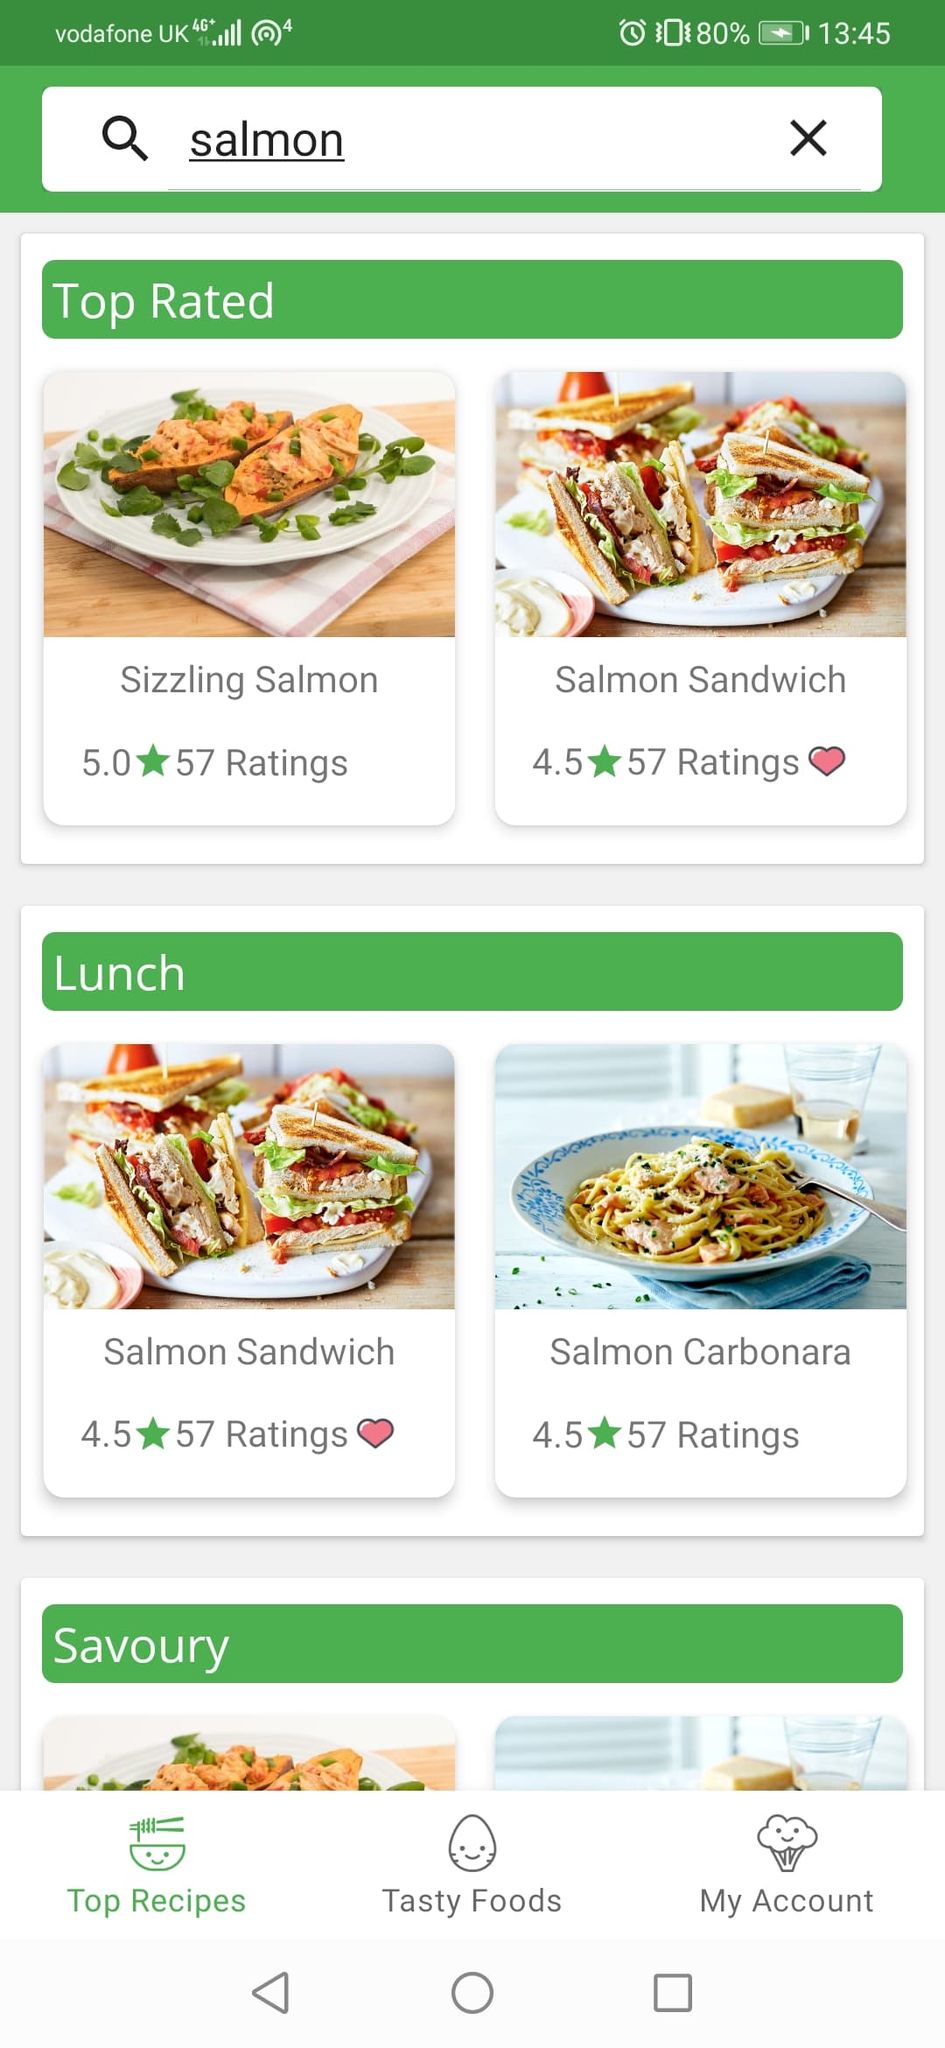 vodafone UK 4G+ 4 80% 13:45
salmon
Top Rated
Sizzling Salmon
5.0 57 Ratings
Salmon Sandwich
4.5 57 Ratings
Lunch
Salmon Sandwich
4.5 57 Ratings
Salmon Carbonara
4.5 57 Ratings
Savoury
Top Recipes
Tasty Foods
My Account